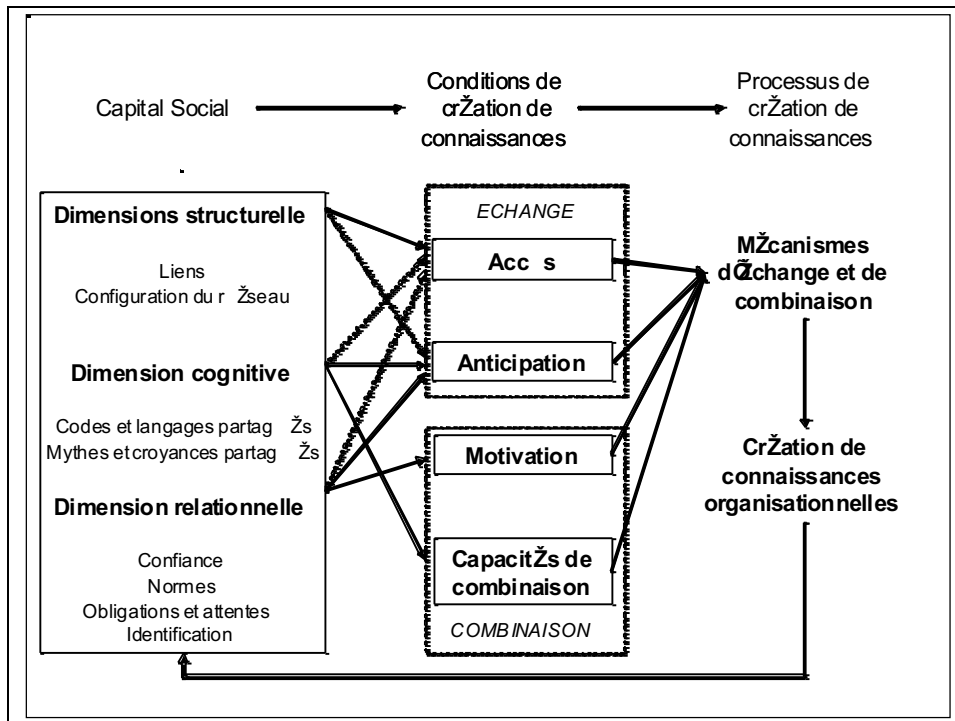 Capital Social
Conditions de
crŽation de
connaissances
Processus de
crŽation de
connaissances
Dimensions structurelle
Liens
Configuration du r Žseau
Dimension cognitive
Codes et langages partag Žs
Mythes et croyances partag Žs
Dimension relationnelle
Confiance
Normes
Obligations et attentes
Identification
ECHANGE
Acc s
Anticipation
Motivation
CapacitŽs de
combinaison
COMBINAISON
MŽcanismes
dÕŽchange et de
combinaison
CrŽation de
connaissances
organisationnelles